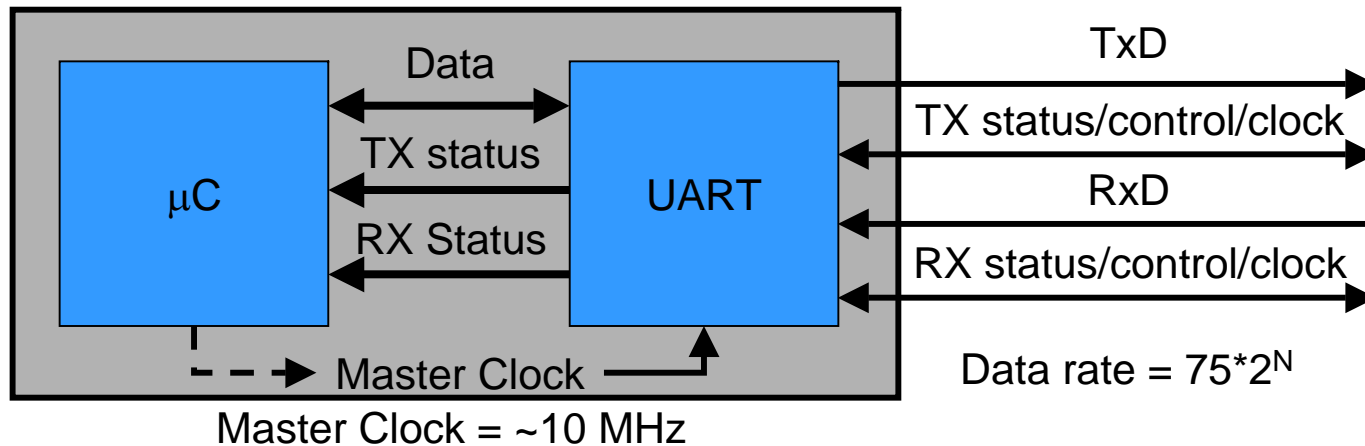 Data
TX status
RX Status
μC
UART
Master Clock
TxD
TX status/control/clock
RxD
RX status/control/clock
Data rate = 75*2ᴺ
Master Clock = ~10 MHz